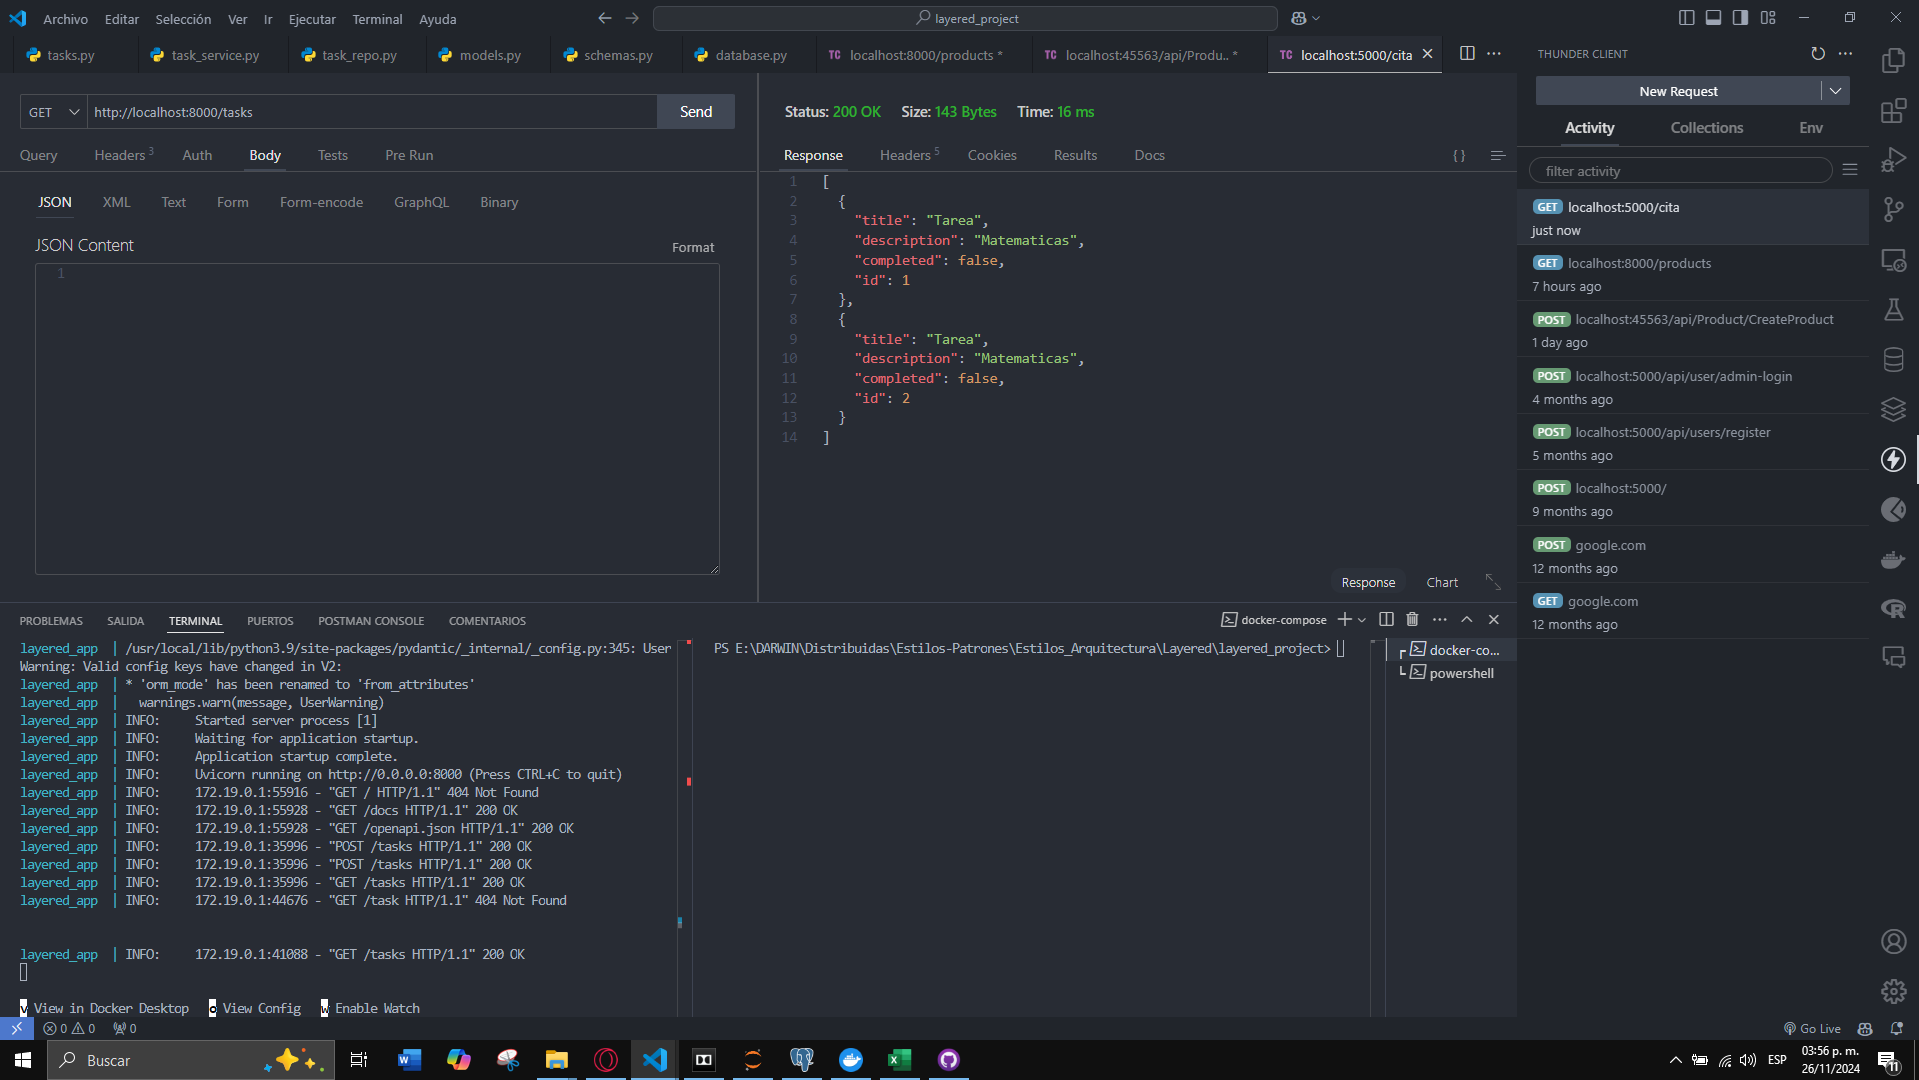 Archivo Editar Selección Ver Ir Ejecutar Terminal Ayuda
layered_project
tasks.py task_service.py task_repo.py models.py schemas.py database.py TC localhost:8000/products * TC localhost:45563/api/Produ.. * TC localhost:5000/cita
GET http://localhost:8000/tasks Send
Query Headers 3 Auth Body Tests Pre Run
JSON XML Text Form Form-encode GraphQL Binary
JSON Content Format
1
Status: 200 OK Size: 143 Bytes Time: 16 ms
Response Headers 5 Cookies Results Docs { }
1 [
2 {
3 "title": "Tarea",
4 "description": "Matematicas",
5 "completed": false,
6 "id": 1
7 },
8 {
9 "title": "Tarea",
10 "description": "Matematicas",
11 "completed": false,
12 "id": 2
13 }
14 ]
Response Chart
THUNDER CLIENT
New Request
Activity Collections Env
filter activity
GET localhost:5000/cita
just now
GET localhost:8000/products
7 hours ago
POST localhost:45563/api/Product/CreateProduct
1 day ago
POST localhost:5000/api/user/admin-login
4 months ago
POST localhost:5000/api/users/register
5 months ago
POST localhost:5000/
9 months ago
POST google.com
12 months ago
GET google.com
12 months ago
PROBLEMAS SALIDA TERMINAL PUERTOS POSTMAN CONSOLE COMENTARIOS
docker-compose
layered_app | /usr/local/lib/python3.9/site-packages/pydantic/_internal/_config.py:345: User
Warning: Valid config keys have changed in V2:
layered_app | * 'orm_mode' has been renamed to 'from_attributes'
layered_app | warnings.warn(message, UserWarning)
layered_app | INFO: Started server process [1]
layered_app | INFO: Waiting for application startup.
layered_app | INFO: Application startup complete.
layered_app | INFO: Uvicorn running on http://0.0.0.0:8000 (Press CTRL+C to quit)
layered_app | INFO: 172.19.0.1:55916 - "GET / HTTP/1.1" 404 Not Found
layered_app | INFO: 172.19.0.1:55928 - "GET /docs HTTP/1.1" 200 OK
layered_app | INFO: 172.19.0.1:55928 - "GET /openapi.json HTTP/1.1" 200 OK
layered_app | INFO: 172.19.0.1:35996 - "POST /tasks HTTP/1.1" 200 OK
layered_app | INFO: 172.19.0.1:35996 - "POST /tasks HTTP/1.1" 200 OK
layered_app | INFO: 172.19.0.1:35996 - "GET /tasks HTTP/1.1" 200 OK
layered_app | INFO: 172.19.0.1:44676 - "GET /task HTTP/1.1" 404 Not Found
layered_app | INFO: 172.19.0.1:41088 - "GET /tasks HTTP/1.1" 200 OK
v View in Docker Desktop o View Config w Enable Watch
PS E:\DARWIN\Distribuidas\Estilos-Patrones\Estilos_Arquitectura\Layered\layered_project>
docker-co...
powershell
0 0 0
Go Live
Buscar
ESP
03:56 p. m.
26/11/2024
11